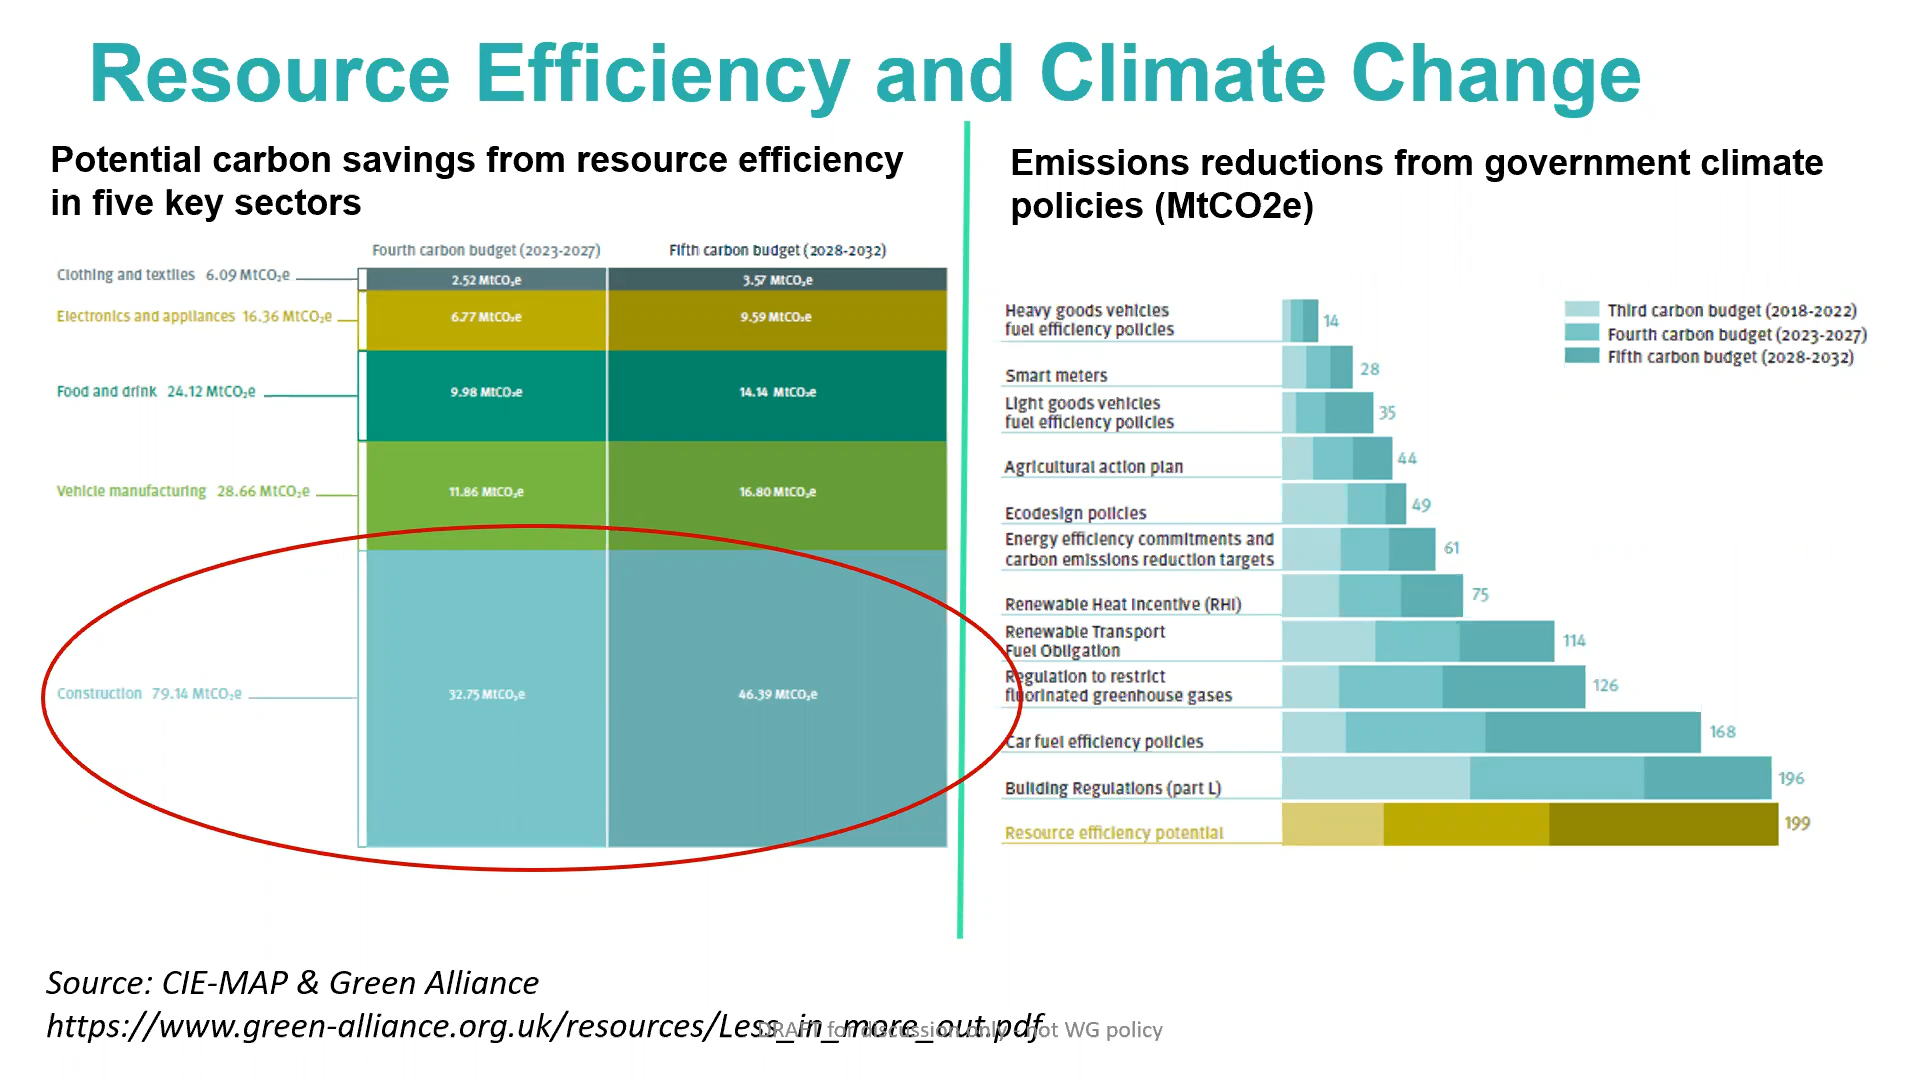 Resource Efficiency and Climate Change
Potential carbon savings from resource efficiency
in five key sectors
Fourth carbon budget (2023-2027)
Fifth carbon budget (2028-2032)
Clothing and textiles 6.09 MtCO₂e
2.52 MtCO₂e
3.57 MtCO₂e
Electronics and appliances 16.36 MtCO₂e
6.77 MtCO₂e
9.59 MtCO₂e
Food and drink 24.12 MtCO₂e
9.98 MtCO₂e
14.14 MtCO₂e
Vehicle manufacturing 28.66 MtCO₂e
11.86 MtCO₂e
16.80 MtCO₂e
Construction 79.14 MtCO₂e
32.75 MtCO₂e
46.39 MtCO₂e
Emissions reductions from government climate
policies (MtCO2e)
Third carbon budget (2018-2022)
Fourth carbon budget (2023-2027)
Fifth carbon budget (2028-2032)
Heavy goods vehicles
fuel efficiency policies
14
Smart meters
28
Light goods vehicles
fuel efficiency policies
35
Agricultural action plan
44
Ecodesign policies
49
Energy efficiency commitments and
carbon emissions reduction targets
61
Renewable Heat Incentive (RHI)
75
Renewable Transport
Fuel Obligation
114
Regulation to restrict
fluorinated greenhouse gases
126
Car fuel efficiency policies
168
Building Regulations (part L)
196
Resource efficiency potential
199
Source: CIE-MAP & Green Alliance
https://www.green-alliance.org.uk/resources/Less_in_more_out.pdf
DRAFT for discussion only - not WG policy